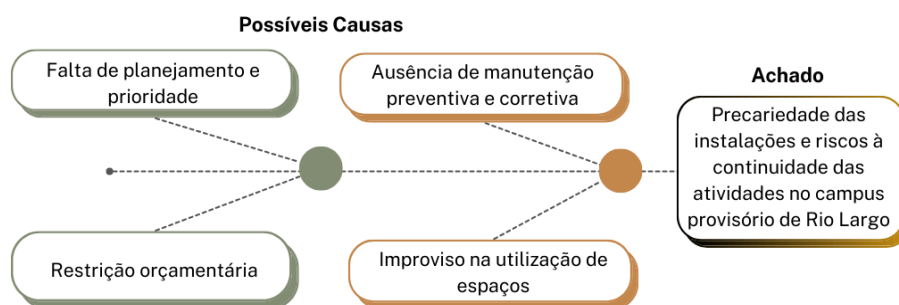 Possíveis Causas
Falta de planejamento e
prioridade
Ausência de manutenção
preventiva e corretiva
Achado
Precariedade das
instalações e riscos à
continuidade das
atividades no campus
provisório de Rio Largo
Restrição orçamentária
Improviso na utilização de
espaços